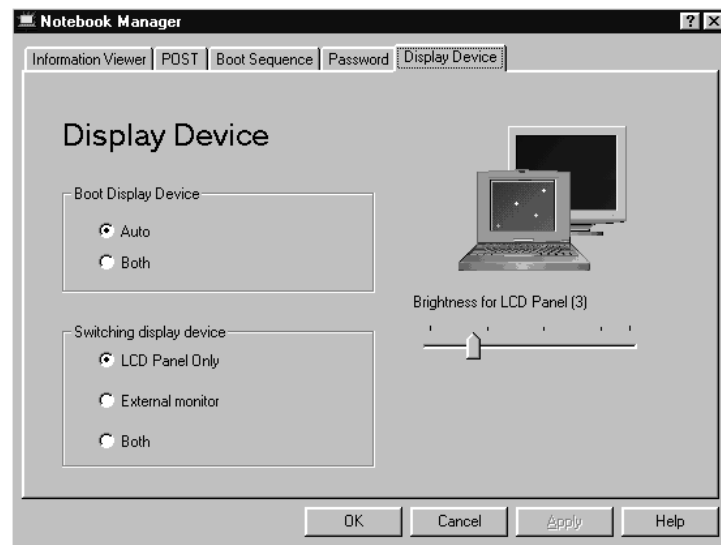 Notebook Manager
Information Viewer POST Boot Sequence Password Display Device
Display Device
Boot Display Device
Auto
Both
Brightness for LCD Panel (3)
Switching display device
LCD Panel Only
External monitor
Both
OK Cancel Apply Help